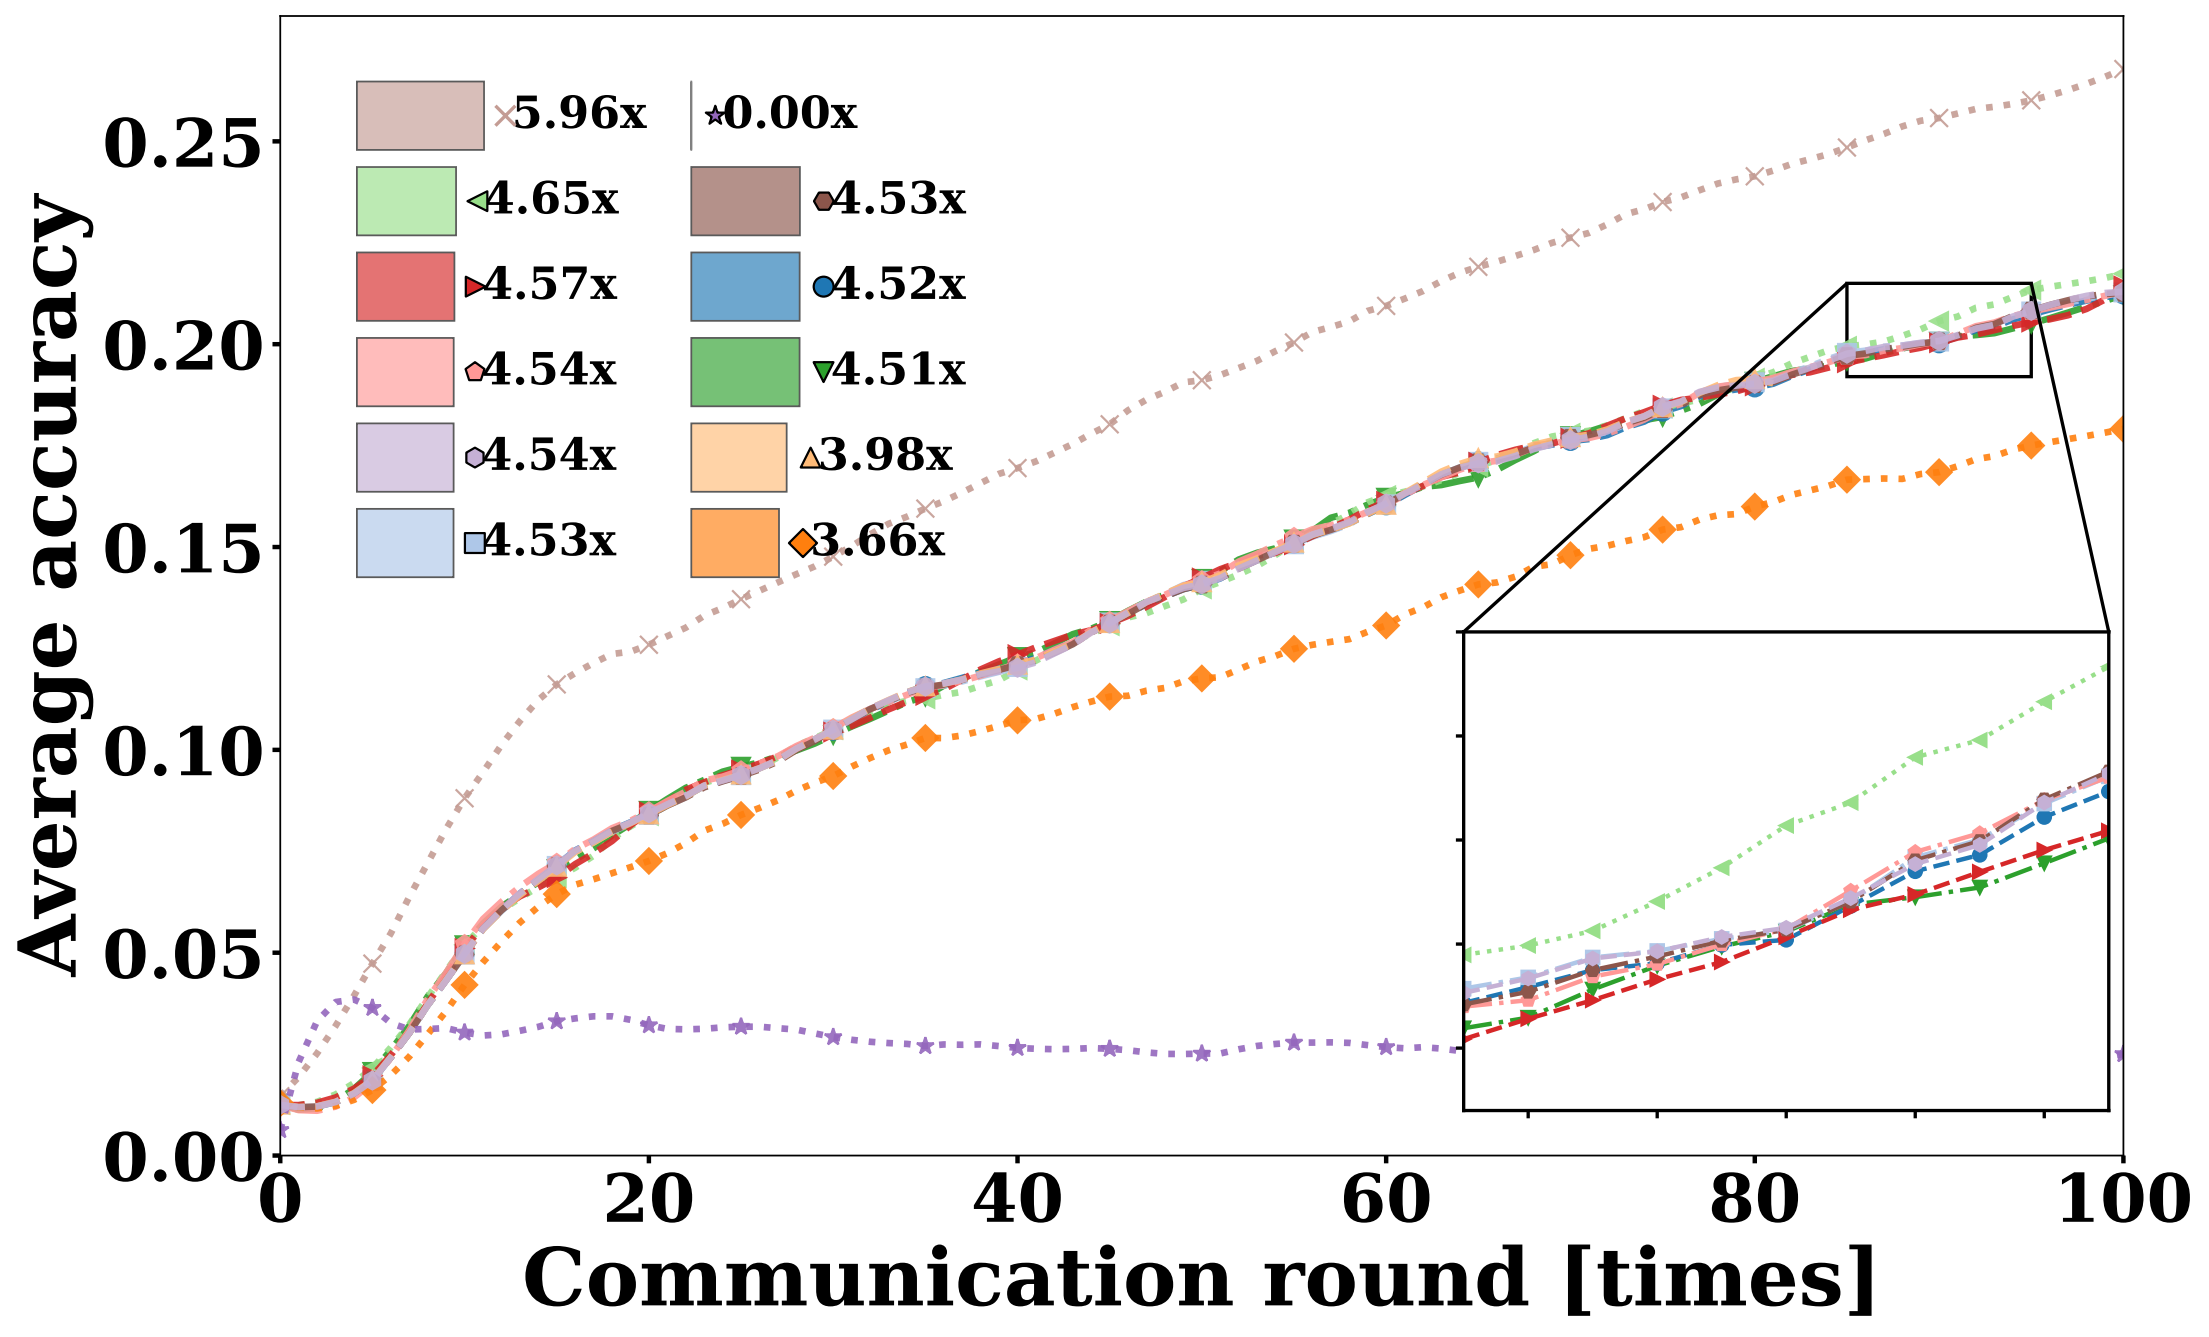 Average accuracy
0.25
0.20
0.15
0.10
0.05
0.00
5.96x 0.00x
4.65x 4.53x
4.57x 4.52x
4.54x 4.51x
4.54x 3.98x
4.53x 3.66x
0 20 40 60 80 100
Communication round [times]